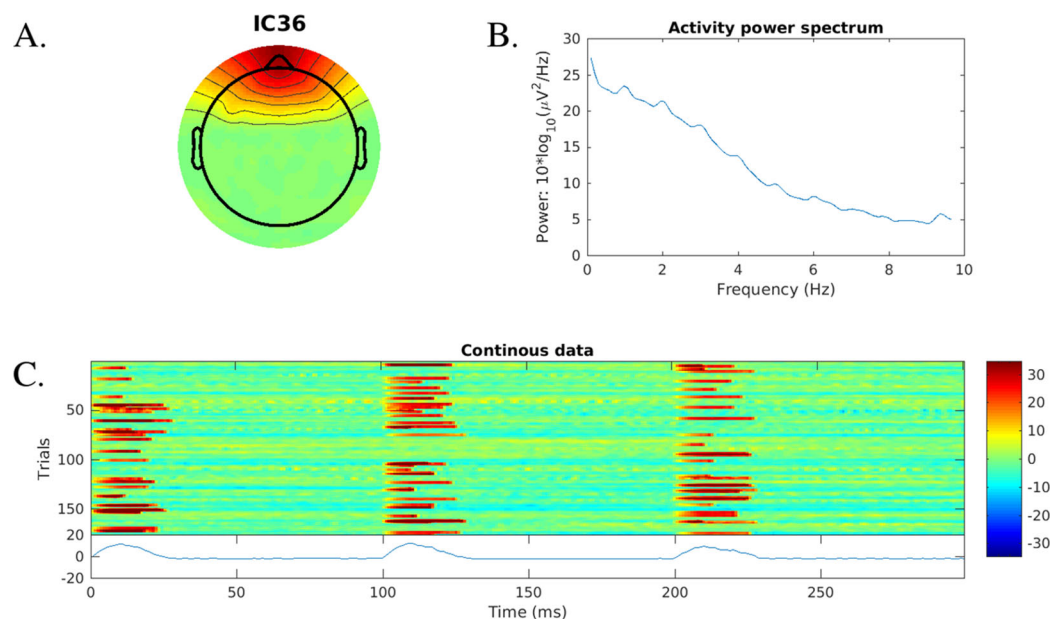 A.
IC36
B.
Activity power spectrum
30
25
20
15
10
5
0
Power: 10*log10(μV2/Hz)
0 2 4 6 8 10
Frequency (Hz)
C.
Continous data
Trials
50
100
150
20
0
-20
0 50 100 150 200 250
Time (ms)
30
20
10
0
-10
-20
-30